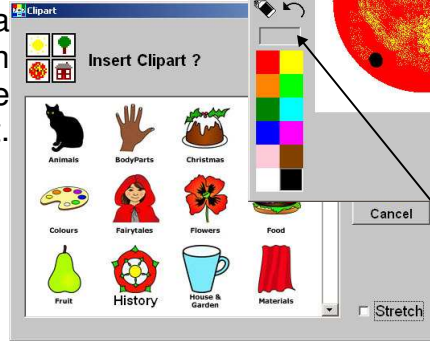 Clipart
a
n
Insert Clipart ?
e
.
Animals BodyParts Christmas
Colours Fairytales Flowers Food
Cancel
Fruit History House & Garden Materials
Stretch